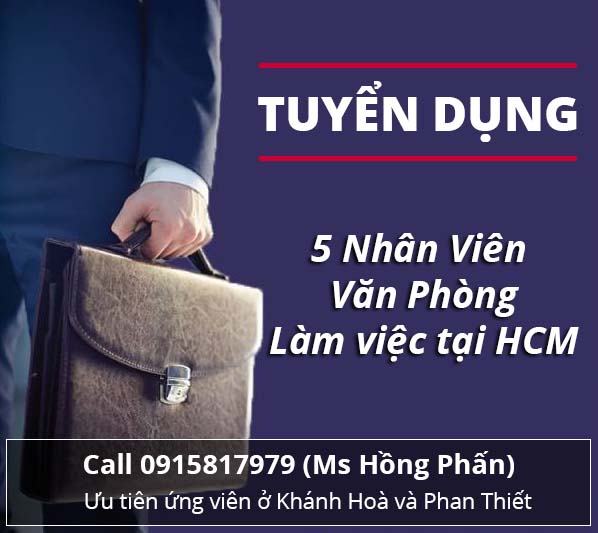 TUYỂN DỤNG
5 Nhân Viên
Văn Phòng
Làm việc tại HCM
Call 0915817979 (Ms Hồng Phấn)
Ưu tiên ứng viên ở Khánh Hoà và Phan Thiết